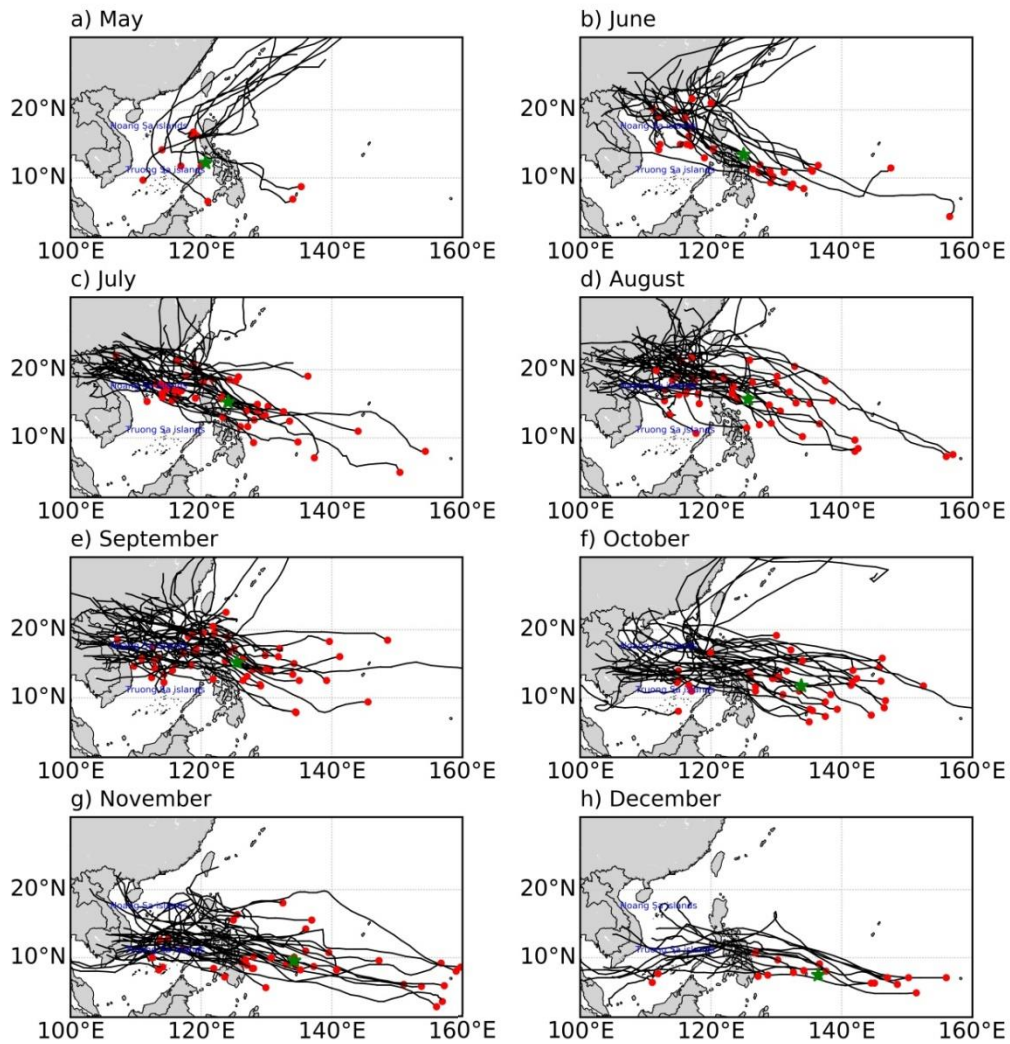 a) May
b) June
20°N
10°N
Hoang Sa islands
Truong Sa islands
100°E 120°E 140°E 160°E
20°N
10°N
Hoang Sa islands
Truong Sa islands
100°E 120°E 140°E 160°E
c) July
d) August
20°N
10°N
Hoang Sa islands
Truong Sa islands
100°E 120°E 140°E 160°E
20°N
10°N
Hoang Sa islands
Truong Sa islands
100°E 120°E 140°E 160°E
e) September
f) October
20°N
10°N
Hoang Sa islands
Truong Sa islands
100°E 120°E 140°E 160°E
20°N
10°N
Hoang Sa islands
Truong Sa islands
100°E 120°E 140°E 160°E
g) November
h) December
20°N
10°N
Hoang Sa islands
Truong Sa islands
100°E 120°E 140°E 160°E
20°N
10°N
Hoang Sa islands
Truong Sa islands
100°E 120°E 140°E 160°E